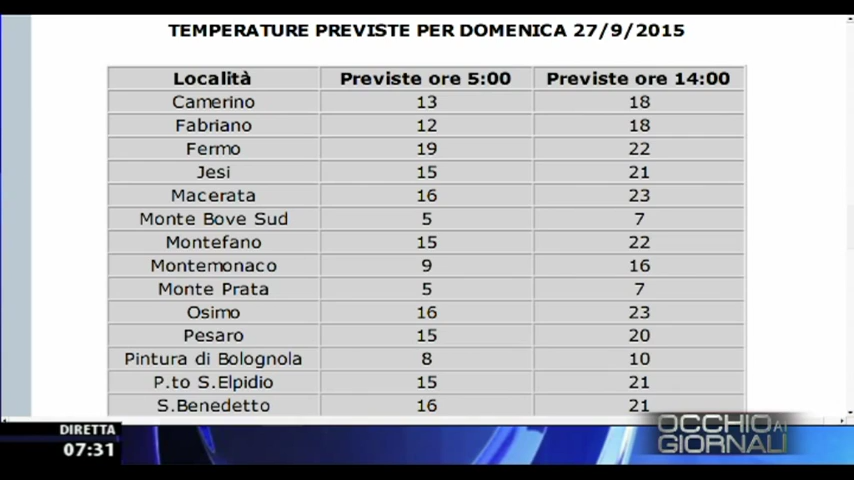 TEMPERATURE PREVISTE PER DOMENICA 27/9/2015
Località Previste ore 5:00 Previste ore 14:00
Camerino 13 18
Fabriano 12 18
Fermo 19 22
Jesi 15 21
Macerata 16 23
Monte Bove Sud 5 7
Montefano 15 22
Montemonaco 9 16
Monte Prata 5 7
Osimo 16 23
Pesaro 15 20
Pintura di Bolognola 8 10
P.to S.Elpidio 15 21
S.Benedetto 16 21
DIRETTA
07:31
OCCHIO AI
GIORNALI